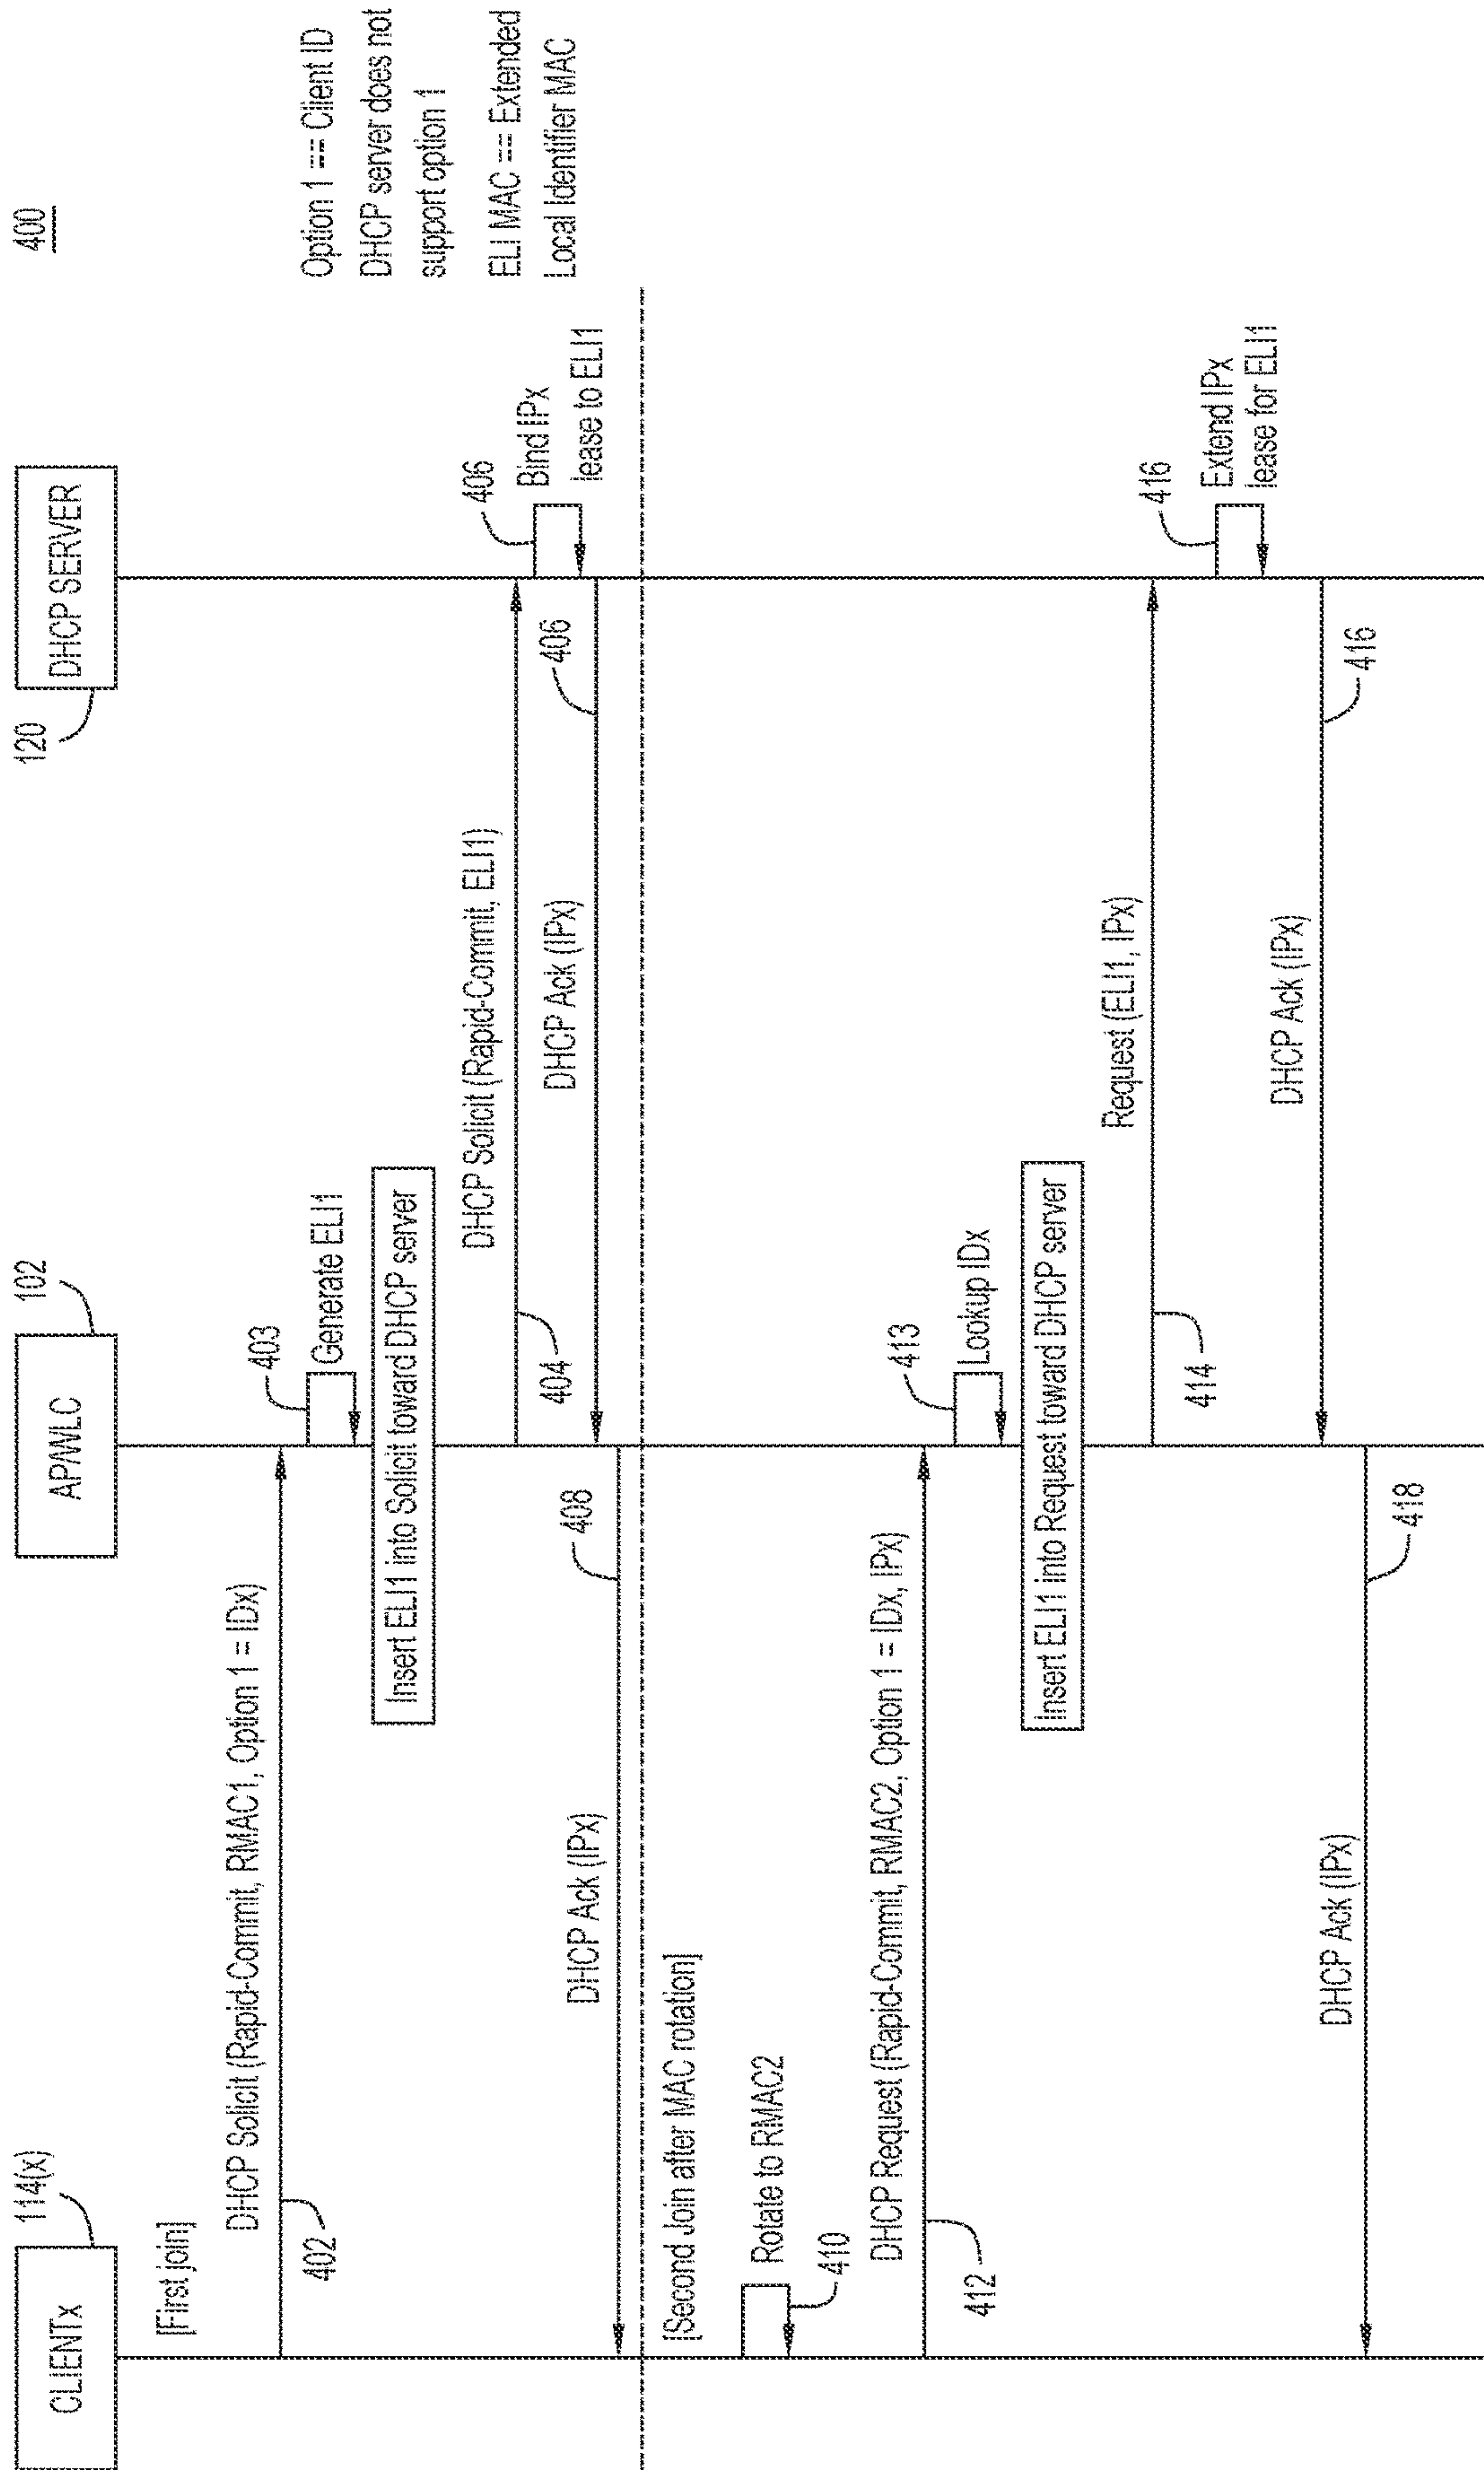 400
CLIENTx
114(x)
AP/WLC
102
DHCP SERVER
120
Option 1 == Client ID
DHCP server does not
support option 1
ELI MAC == Extended
Local Identifier MAC
[First join]
DHCP Solicit (Rapid-Commit, RMAC1, Option 1 = IDx)
402
403
Generate ELI1
Insert ELI1 into Solicit toward DHCP server
DHCP Solicit (Rapid-Commit, ELI1)
404
406
Bind IPx
lease to ELI1
DHCP Ack (IPx)
406
DHCP Ack (IPx)
408
[Second Join after MAC rotation]
Rotate to RMAC2
410
DHCP Request (Rapid-Commit, RMAC2, Option 1 = IDx, IPx)
412
413
Lookup IDx
Insert ELI1 into Request toward DHCP server
Request (ELI1, IPx)
414
416
Extend IPx
lease for ELI1
DHCP Ack (IPx)
416
DHCP Ack (IPx)
418